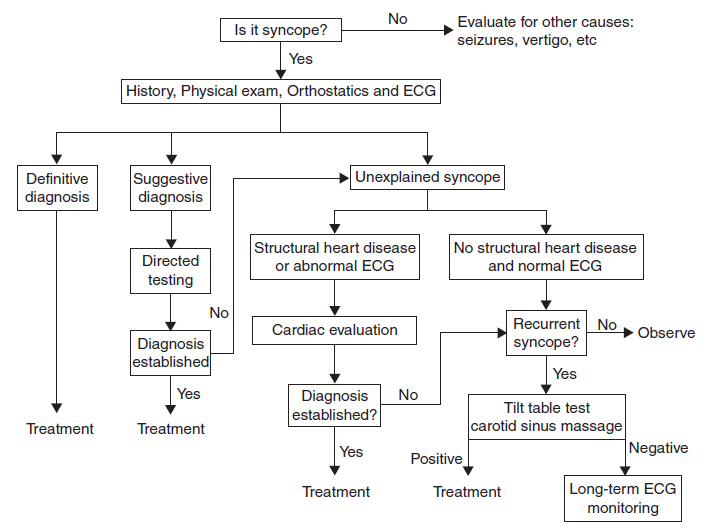 Is it syncope?
No
Evaluate for other causes:
seizures, vertigo, etc
Yes
History, Physical exam, Orthostatics and ECG
Definitive
diagnosis
Suggestive
diagnosis
Unexplained syncope
Directed
testing
Structural heart disease
or abnormal ECG
No structural heart disease
and normal ECG
No
Diagnosis
established
Cardiac evaluation
Recurrent
syncope?
No
Observe
Yes
Diagnosis
established?
No
Yes
Tilt table test
carotid sinus massage
Treatment
Treatment
Yes
Positive
Negative
Treatment
Treatment
Long-term ECG
monitoring